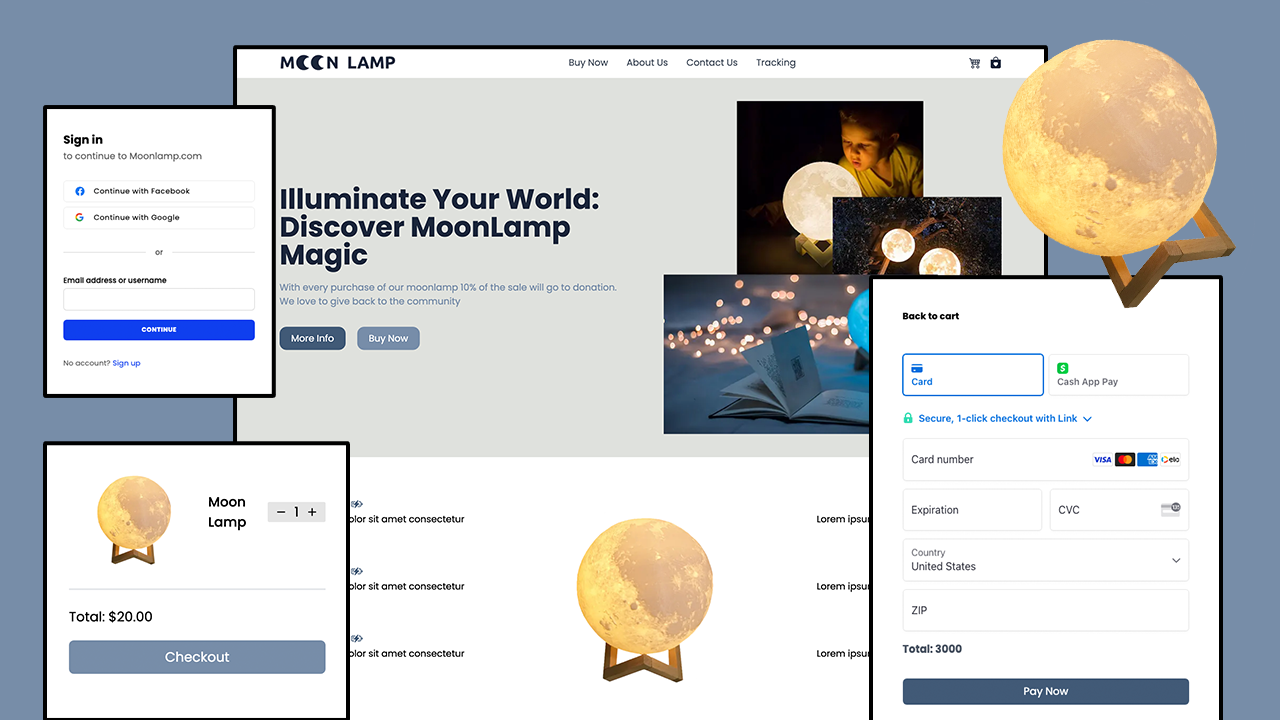 MOON LAMP
Buy Now
About Us
Contact Us
Tracking
Sign in
to continue to Moonlamp.com
Continue with Facebook
Continue with Google
or
Email address or username
CONTINUE
No account? Sign up
Illuminate Your World:
Discover MoonLamp
Magic
With every purchase of our moonlamp 10% of the sale will go to donation.
We love to give back to the community
More Info
Buy Now
Moon
Lamp
− 1 +
Total: $20.00
Checkout
olor sit amet consectetur
olor sit amet consectetur
olor sit amet consectetur
Lorem ipsu
Lorem ipsu
Lorem ipsu
Back to cart
Card
Cash App Pay
Secure, 1-click checkout with Link
Card number
VISA
elo
Expiration
CVC
Country
United States
ZIP
Total: 3000
Pay Now